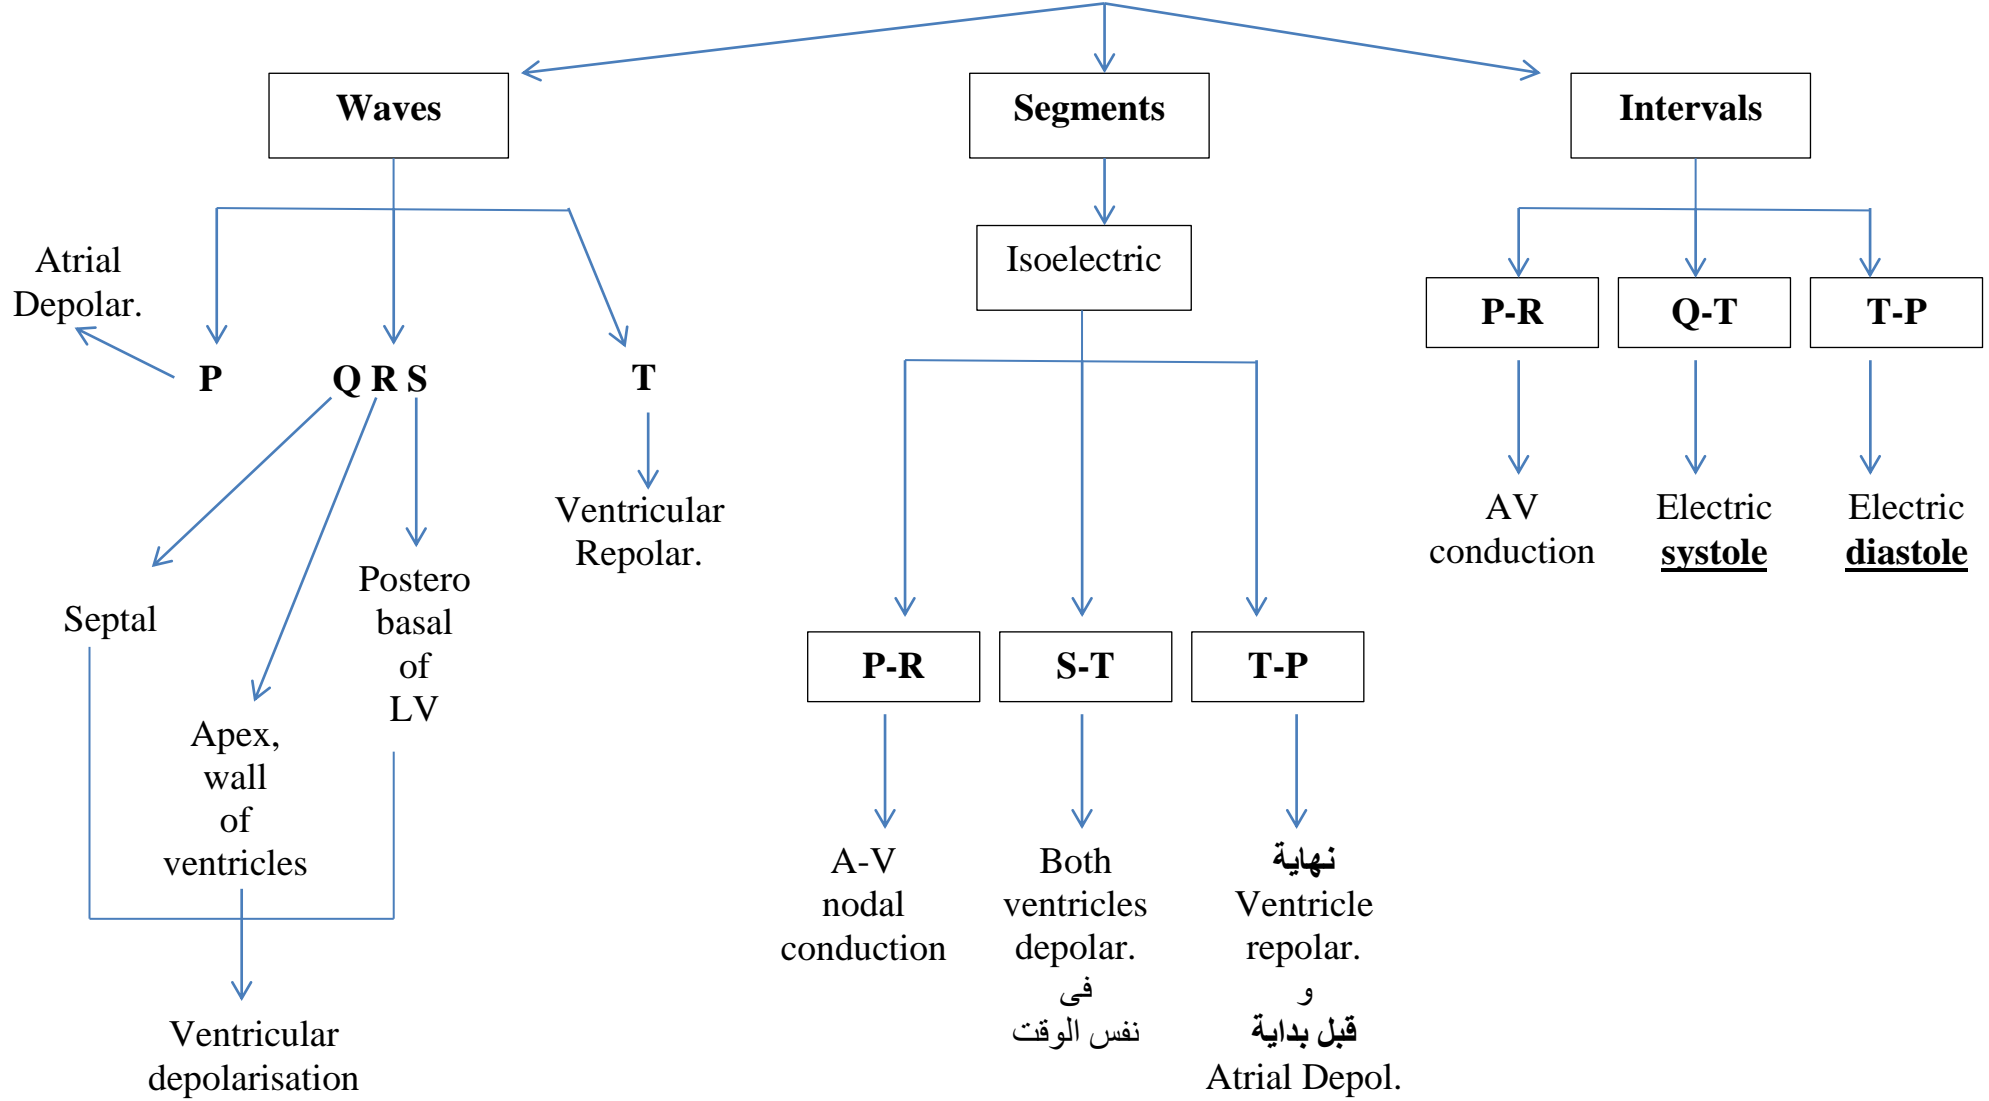 Waves
Segments
Intervals
Isoelectric
Atrial
Depolar.
P
Q R S
T
P-R
Q-T
T-P
Ventricular
Repolar.
AV
conduction
Electric
systole
Electric
diastole
Septal
Postero
basal
of
LV
Apex,
wall
of
ventricles
Ventricular
depolarisation
P-R
S-T
T-P
A-V
nodal
conduction
Both
ventricles
depolar.
فى
نفس الوقت
نهاية
Ventricle
repolar.
و
قبل بداية
Atrial Depol.